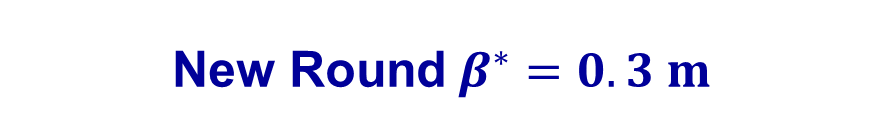 New Round β* = 0.3 m